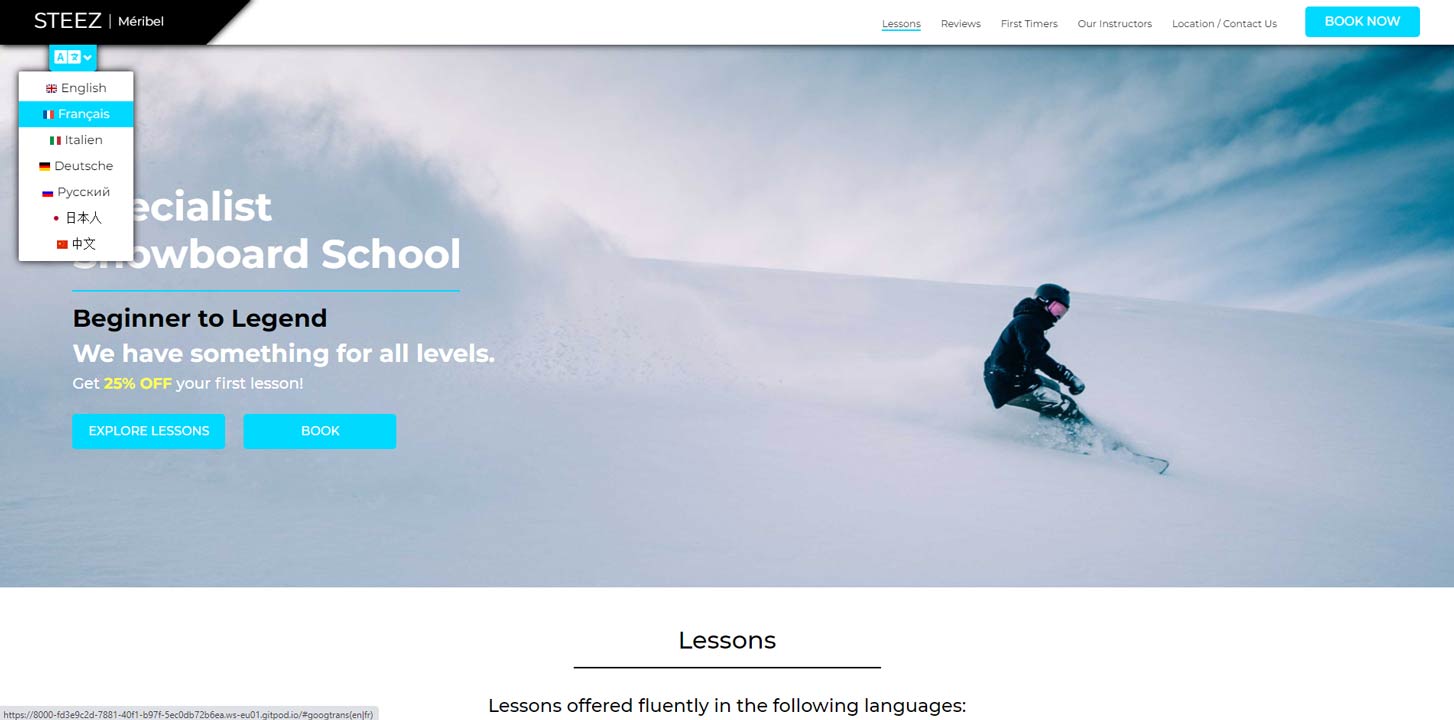 STEEZ | Méribel
Lessons
Reviews
First Timers
Our Instructors
Location / Contact Us
BOOK NOW
English
Français
Italien
Deutsche
Русский
日本人
中文
ecialist
Snowboard School
Beginner to Legend
We have something for all levels.
Get 25% OFF your first lesson!
EXPLORE LESSONS
BOOK
Lessons
Lessons offered fluently in the following languages:
https://8000-fd3e9c2d-7881-40f1-b97f-5ec0db72b6ea.ws-eu01.gitpod.io/#googtrans(en|fr)